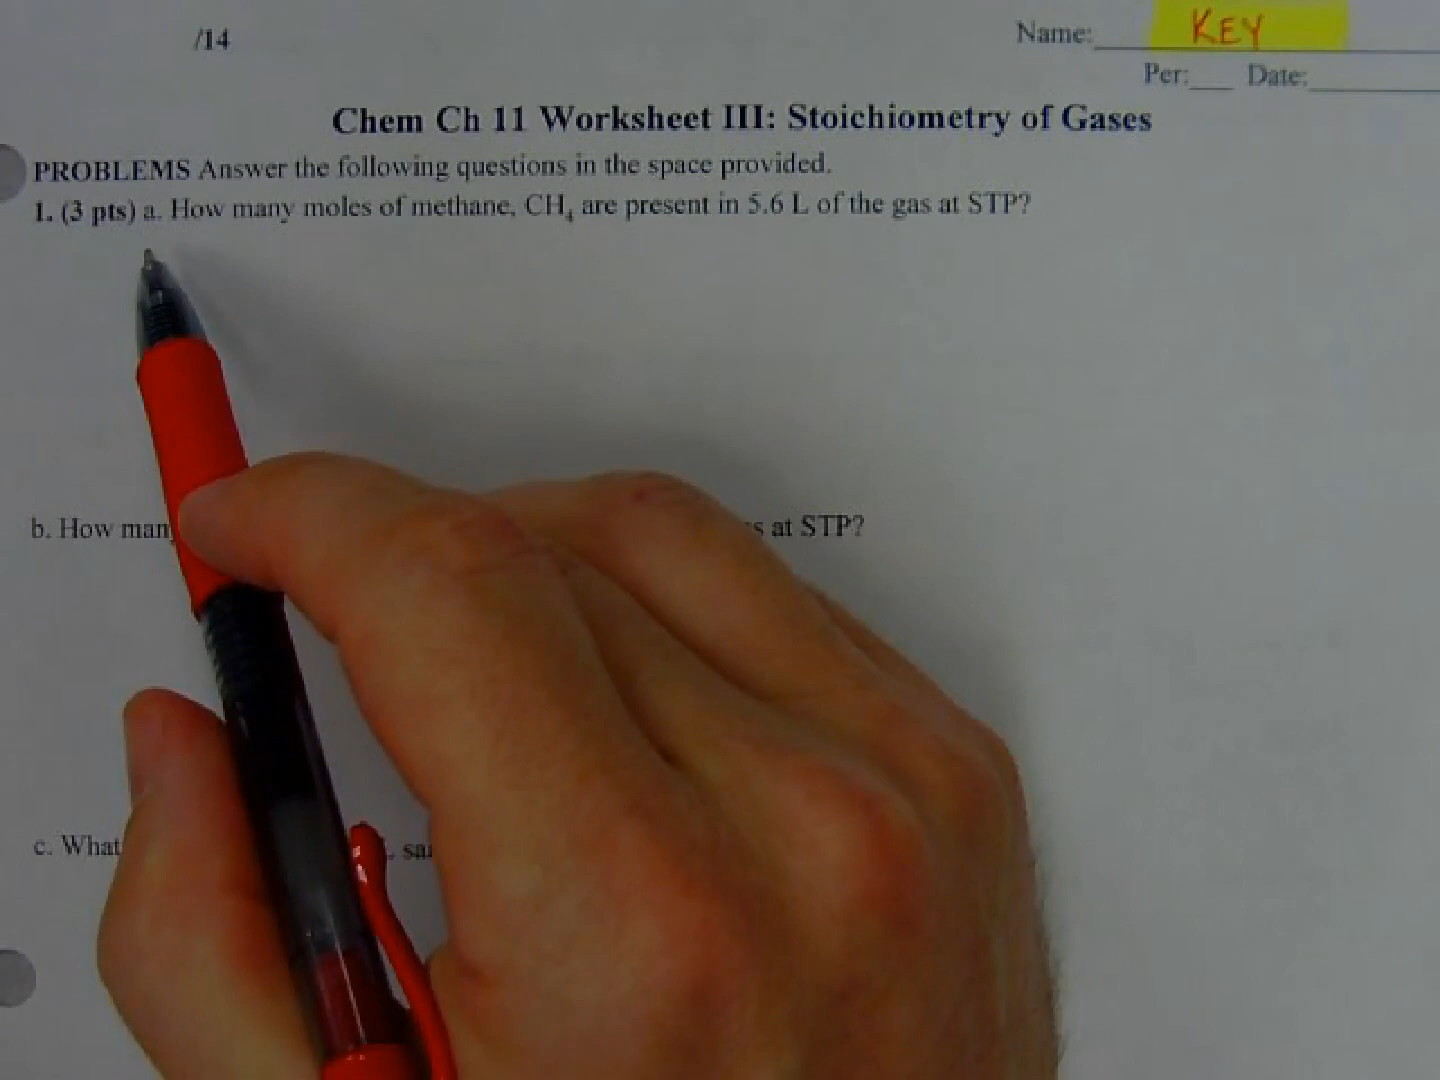 /14
Name: KEY
Per: Date:
Chem Ch 11 Worksheet III: Stoichiometry of Gases
PROBLEMS Answer the following questions in the space provided.
1. (3 pts) a. How many moles of methane, CH₄ are present in 5.6 L of the gas at STP?
b. How at STP?
c. What